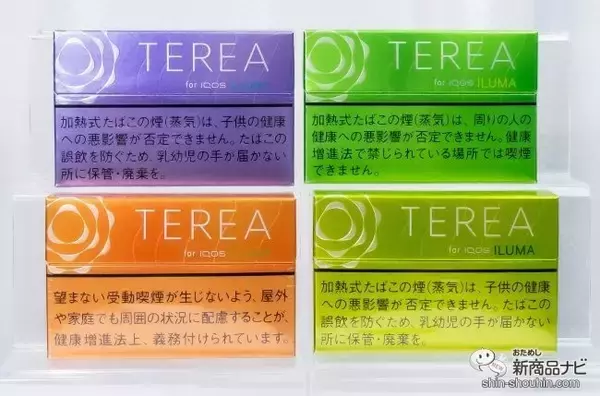 TEREA
for IQOS ILUMA
加熱式たばこの煙(蒸気)は、子供の健康
への悪影響が否定できません。たばこの
誤飲を防ぐため、乳幼児の手が届かない
所に保管・廃棄を。
TEREA
for IQOS ILUMA
加熱式たばこの煙(蒸気)は、周りの人の
健康への悪影響が否定できません。健康
増進法で禁じられている場所では喫煙
できません。
TEREA
for IQOS
望まない受動喫煙が生じないよう、屋外
や家庭でも周囲の状況に配慮することが、
健康増進法上、義務付けられています。
TEREA
for IQOS ILUMA
加熱式たばこの煙(蒸気)は、子供の健康
への悪影響が否定できません。たばこの
誤飲を防ぐため、乳幼児の手が届かない
所に保管・廃棄を。
おためし
新商品ナビ
shin-shouhin.com